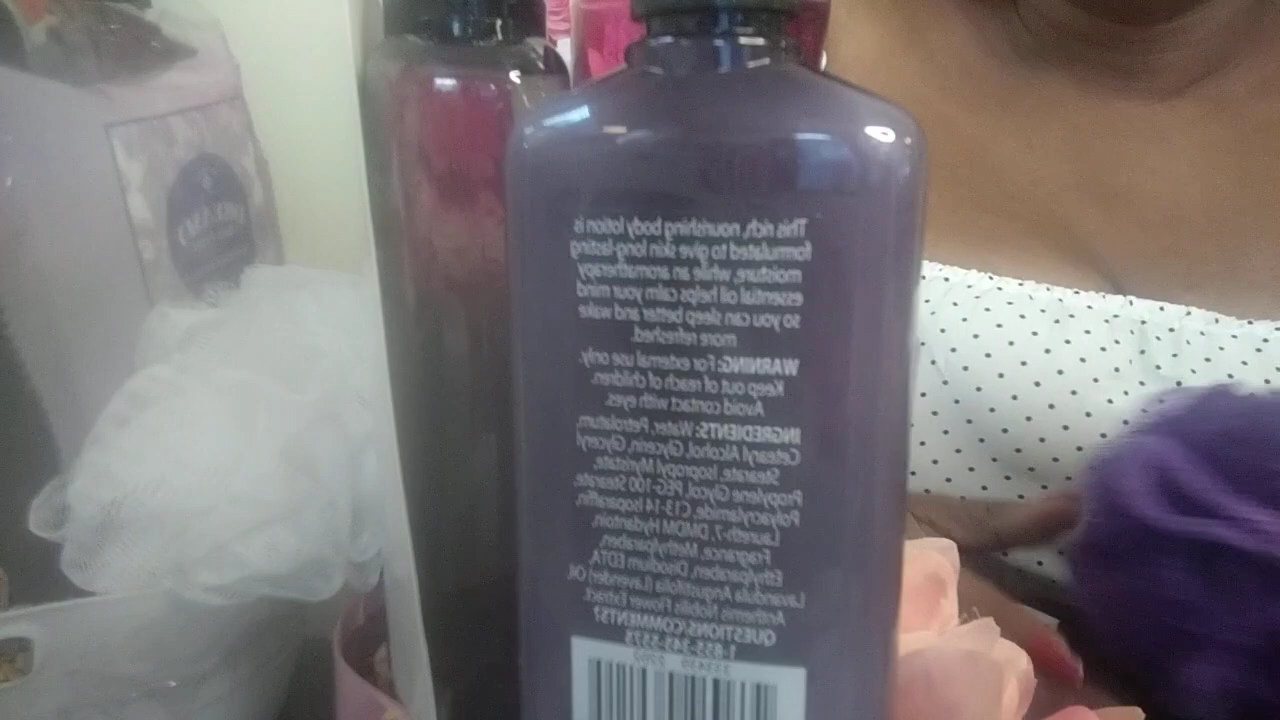 DREAM
This rich, nourishing body lotion is
formulated to give skin long-lasting
moisture, while an aromatherapy
essential oil helps calm your mind
so you can sleep better and wake
more refreshed.
WARNING: For external use only.
Keep out of reach of children.
Avoid contact with eyes.
INGREDIENTS: Water, Petrolatum,
Cetearyl Alcohol, Glycerin, Glyceryl
Stearate, Isopropyl Myristate,
Propylene Glycol, PEG-100 Stearate,
Polyacrylamide, C13-14 Isoparaffin,
Laureth-7, DMDM Hydantoin,
Fragrance, Methylparaben,
Ethylparaben, Disodium EDTA,
Lavandula Angustifolia (Lavender) Oil,
Anthemis Nobilis Flower Extract.
QUESTIONS/COMMENTS?